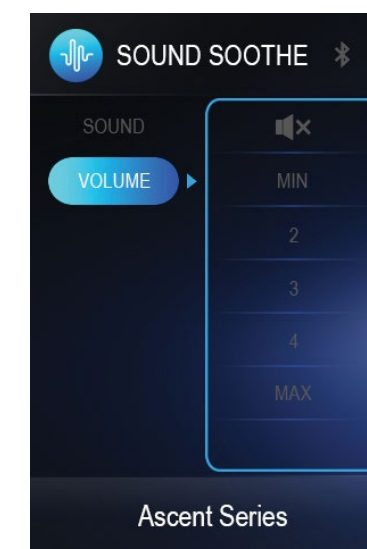 SOUND SOOTHE
SOUND
VOLUME
MIN
2
3
4
MAX
Ascent Series